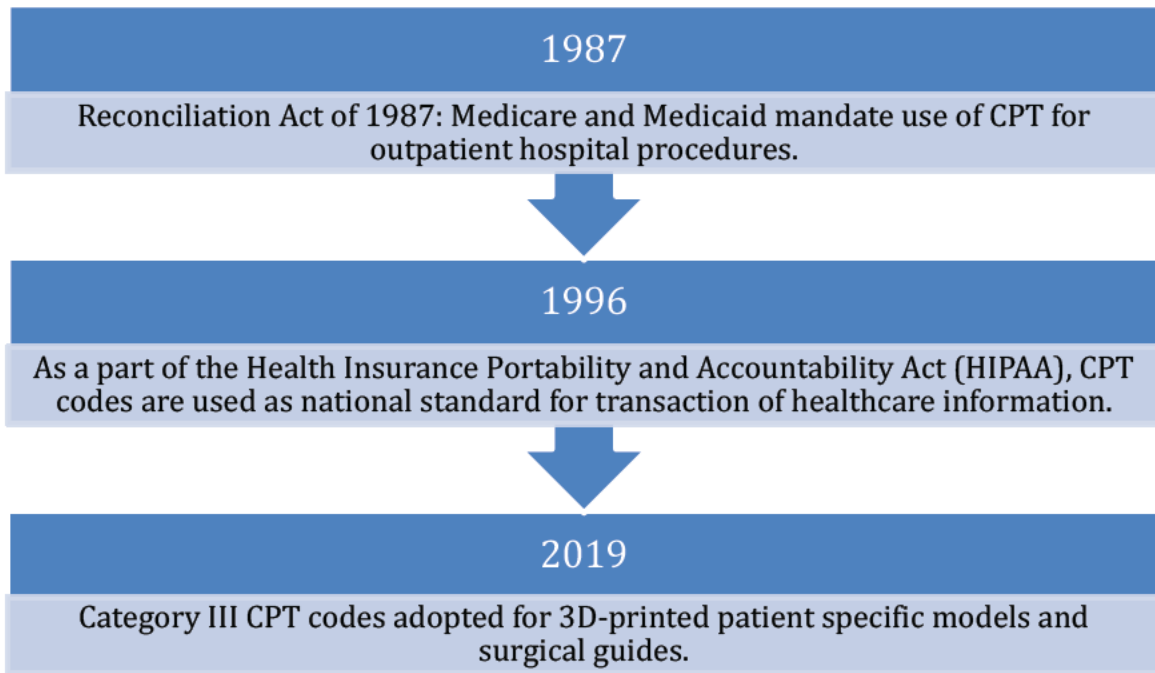 1987
Reconciliation Act of 1987: Medicare and Medicaid mandate use of CPT for
outpatient hospital procedures.
1996
As a part of the Health Insurance Portability and Accountability Act (HIPAA), CPT
codes are used as national standard for transaction of healthcare information.
2019
Category III CPT codes adopted for 3D-printed patient specific models and
surgical guides.